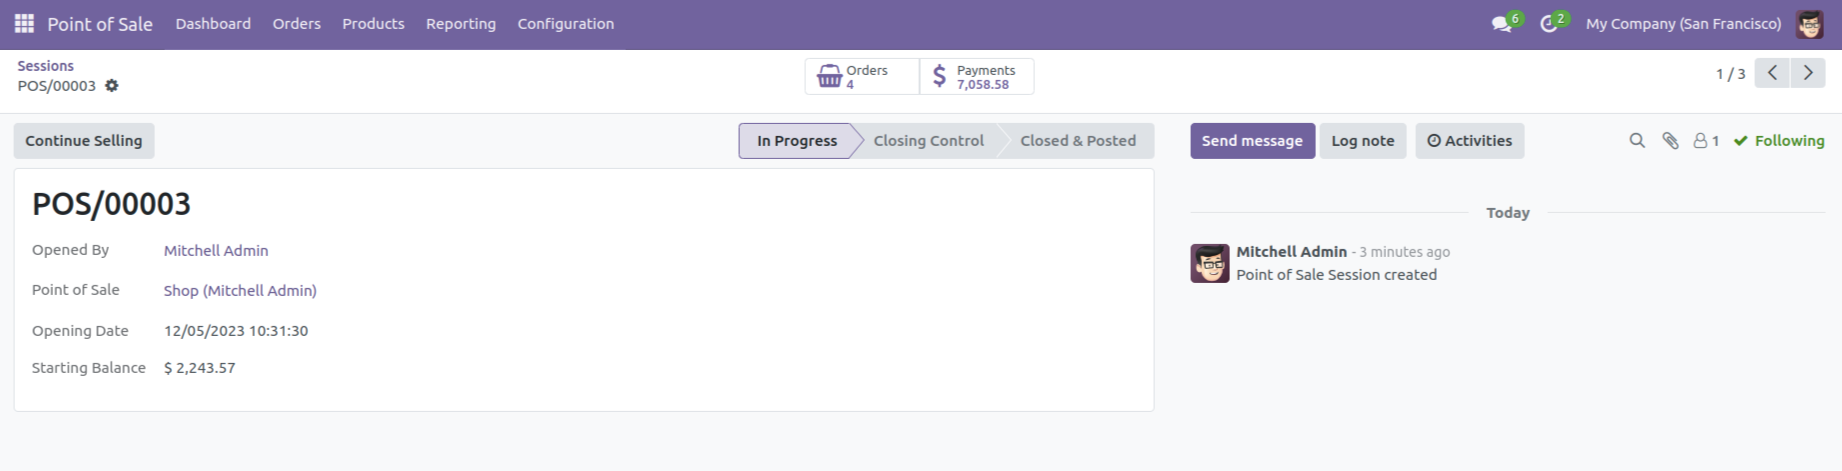 Point of Sale Dashboard Orders Products Reporting Configuration 6 2 My Company (San Francisco)
Sessions
POS/00003
Orders
4
Payments
7,058.58
1 / 3
Continue Selling
In Progress Closing Control Closed & Posted
Send message Log note Activities 1 Following
POS/00003
Opened By Mitchell Admin
Point of Sale Shop (Mitchell Admin)
Opening Date 12/05/2023 10:31:30
Starting Balance $ 2,243.57
Today
Mitchell Admin - 3 minutes ago
Point of Sale Session created